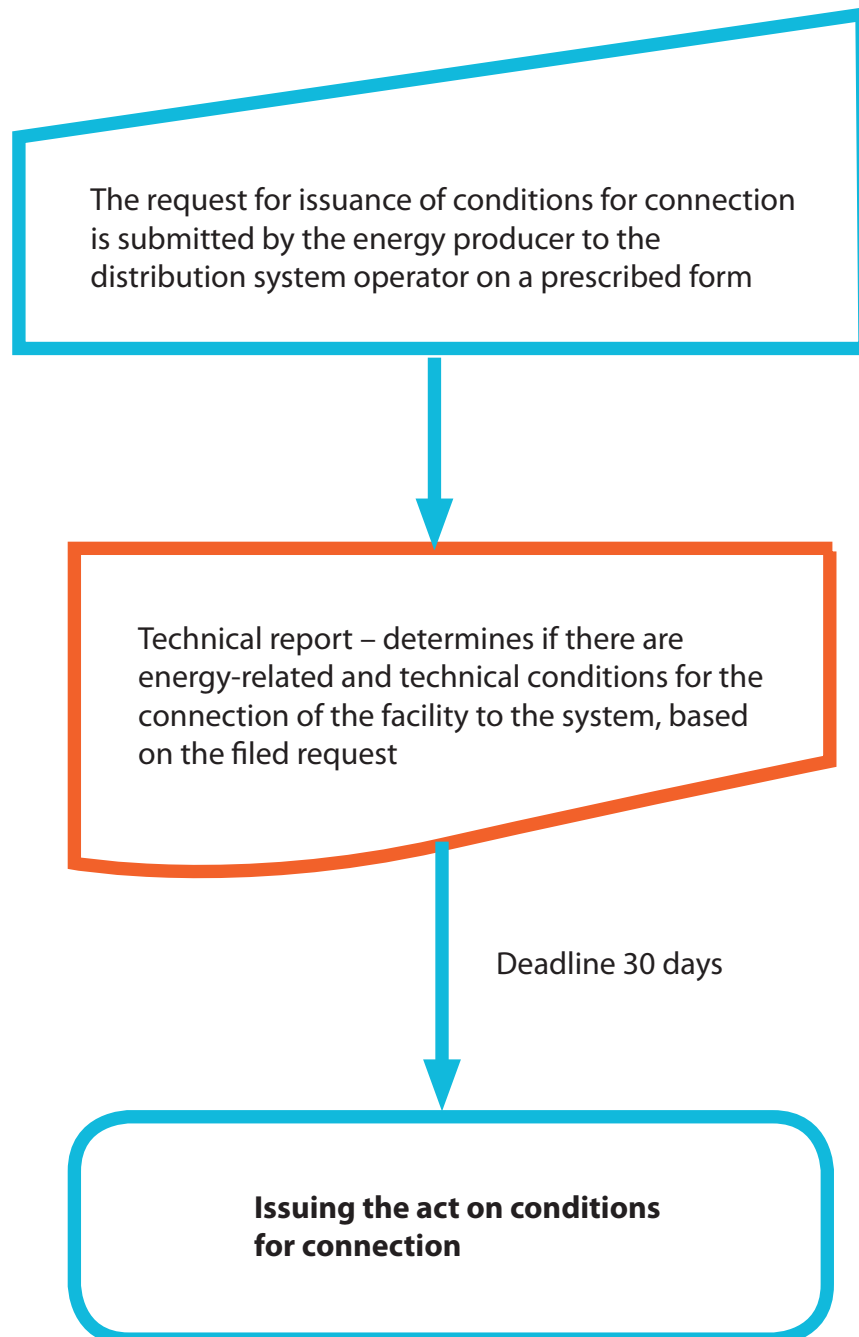 The request for issuance of conditions for connection
is submitted by the energy producer to the
distribution system operator on a prescribed form
Technical report – determines if there are
energy-related and technical conditions for the
connection of the facility to the system, based
on the filed request
Deadline 30 days
Issuing the act on conditions
for connection